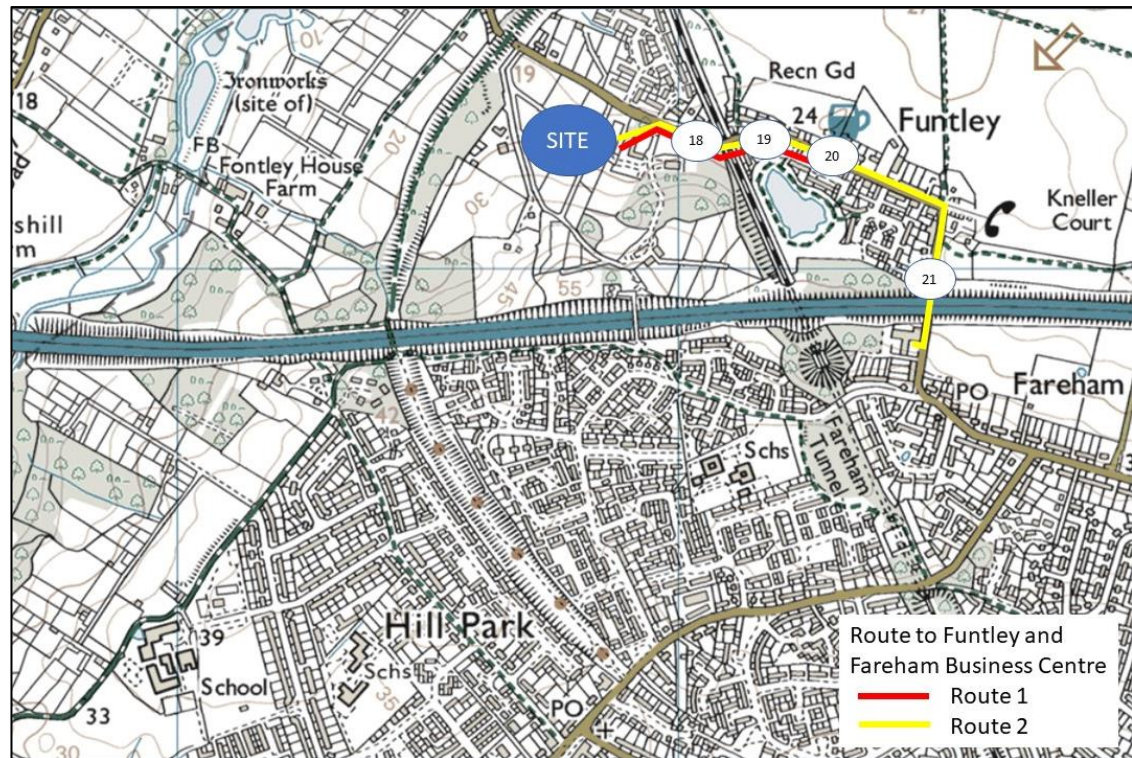 27
19
10
Recn Gd
Ironworks
(site of)
18
20
24
Funtley
SITE
18
19
20
FB
Fontley House
Farm
30
Kneller
Court
shill
m
21
45
55
42
PO
Fareham
Schs
Fareham
Tunnel
39
Hill Park
School
Schs
35
33
PO
30
Route to Funtley and
Fareham Business Centre
Route 1
Route 2